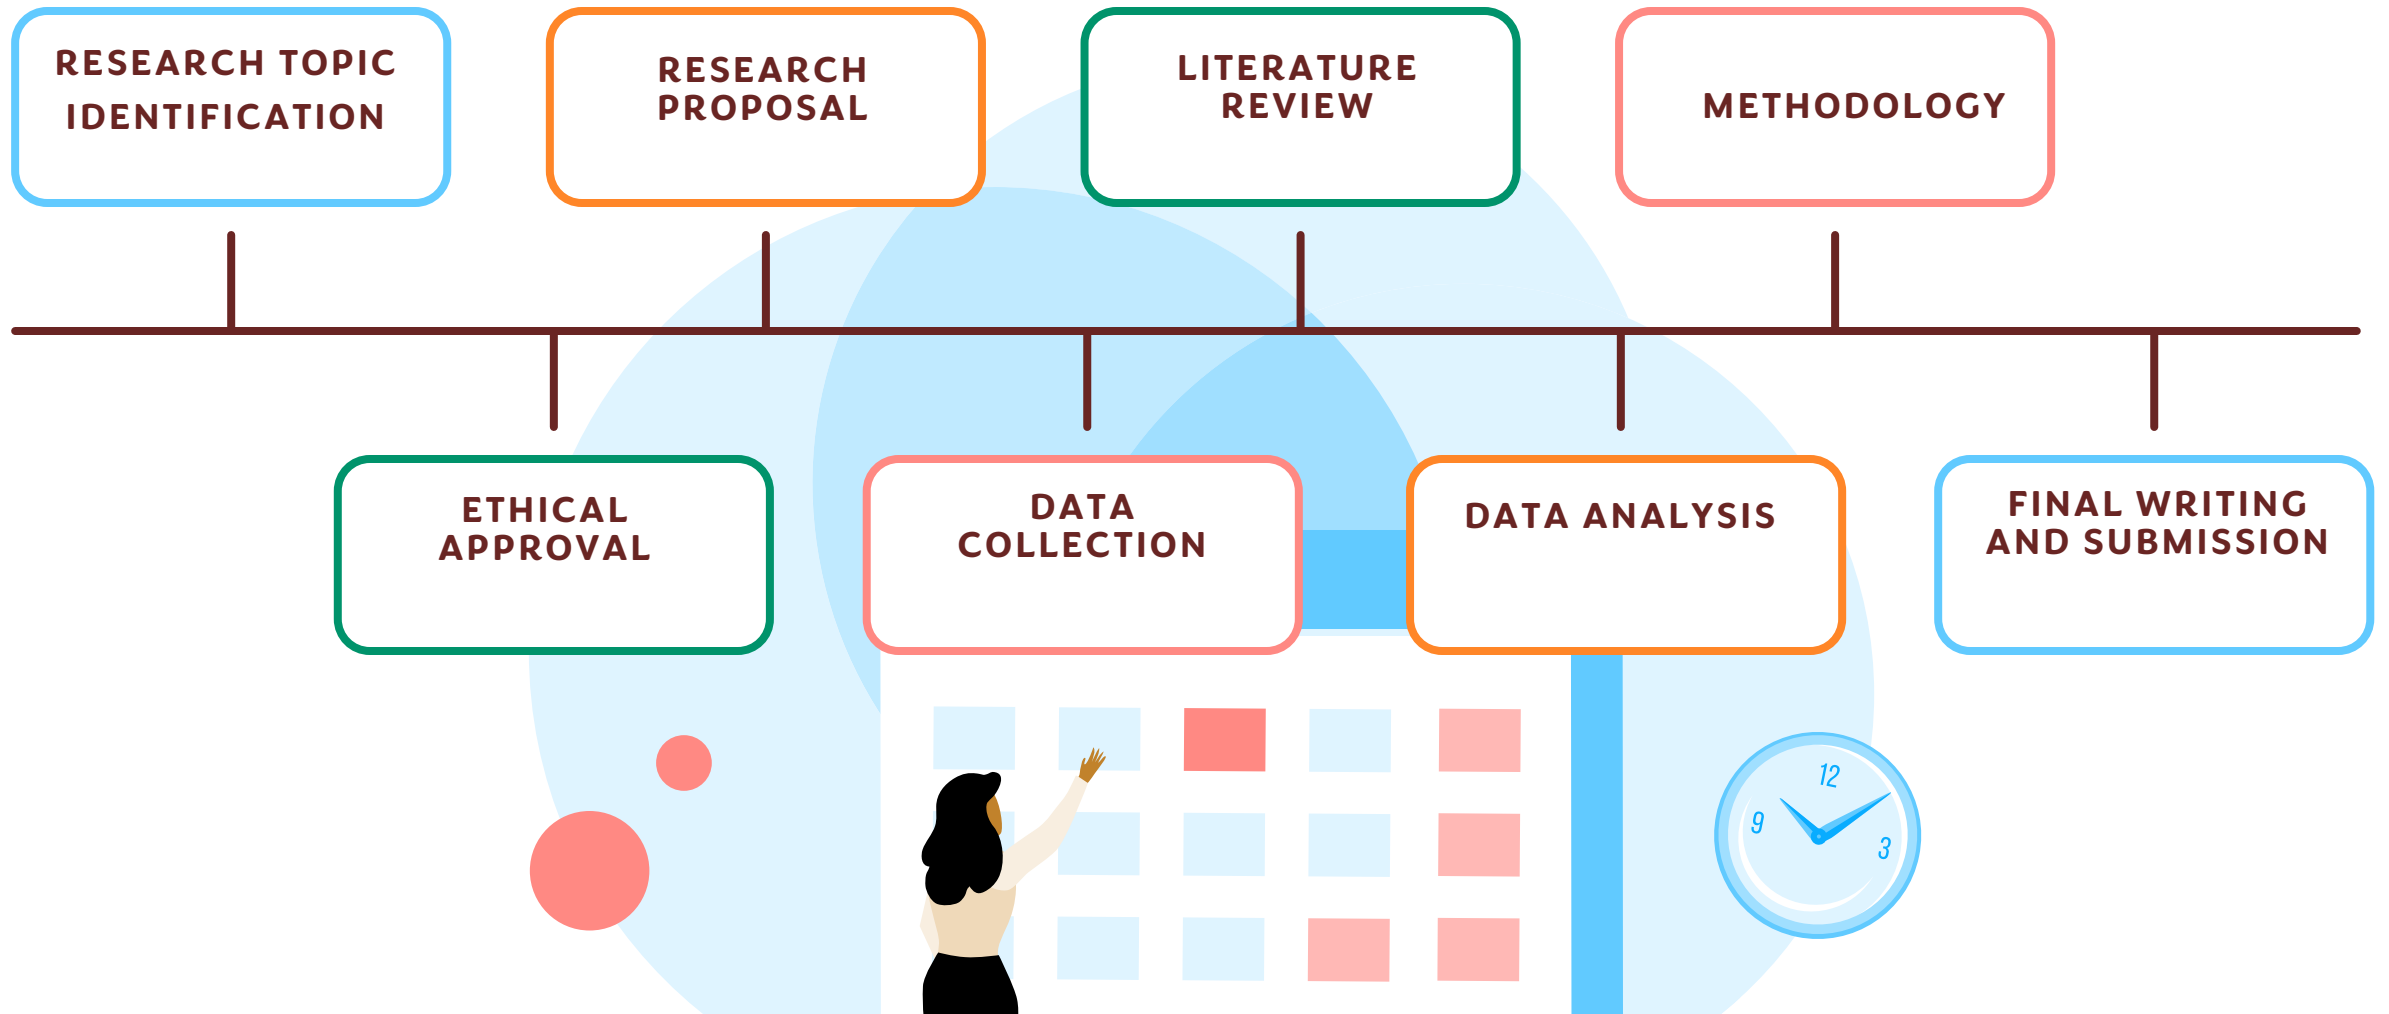 RESEARCH TOPIC
IDENTIFICATION
RESEARCH
PROPOSAL
LITERATURE
REVIEW
METHODOLOGY
ETHICAL
APPROVAL
DATA
COLLECTION
DATA ANALYSIS
FINAL WRITING
AND SUBMISSION
12
9
3